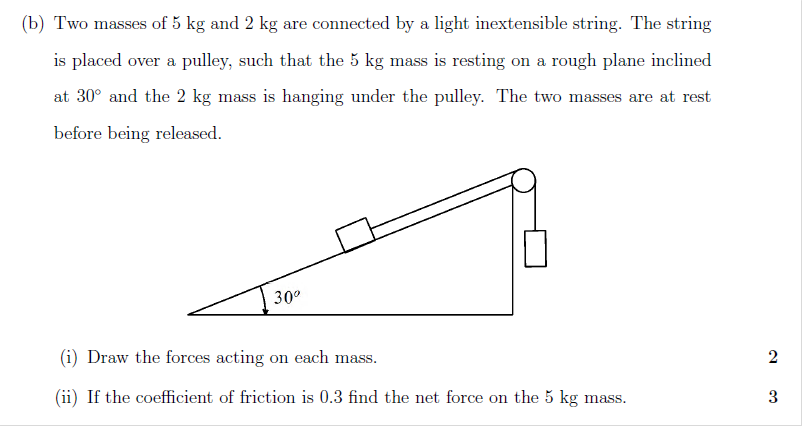 (b) Two masses of 5 kg and 2 kg are connected by a light inextensible string. The string
is placed over a pulley, such that the 5 kg mass is resting on a rough plane inclined
at 30° and the 2 kg mass is hanging under the pulley. The two masses are at rest
before being released.
30°
(i) Draw the forces acting on each mass. 2
(ii) If the coefficient of friction is 0.3 find the net force on the 5 kg mass. 3